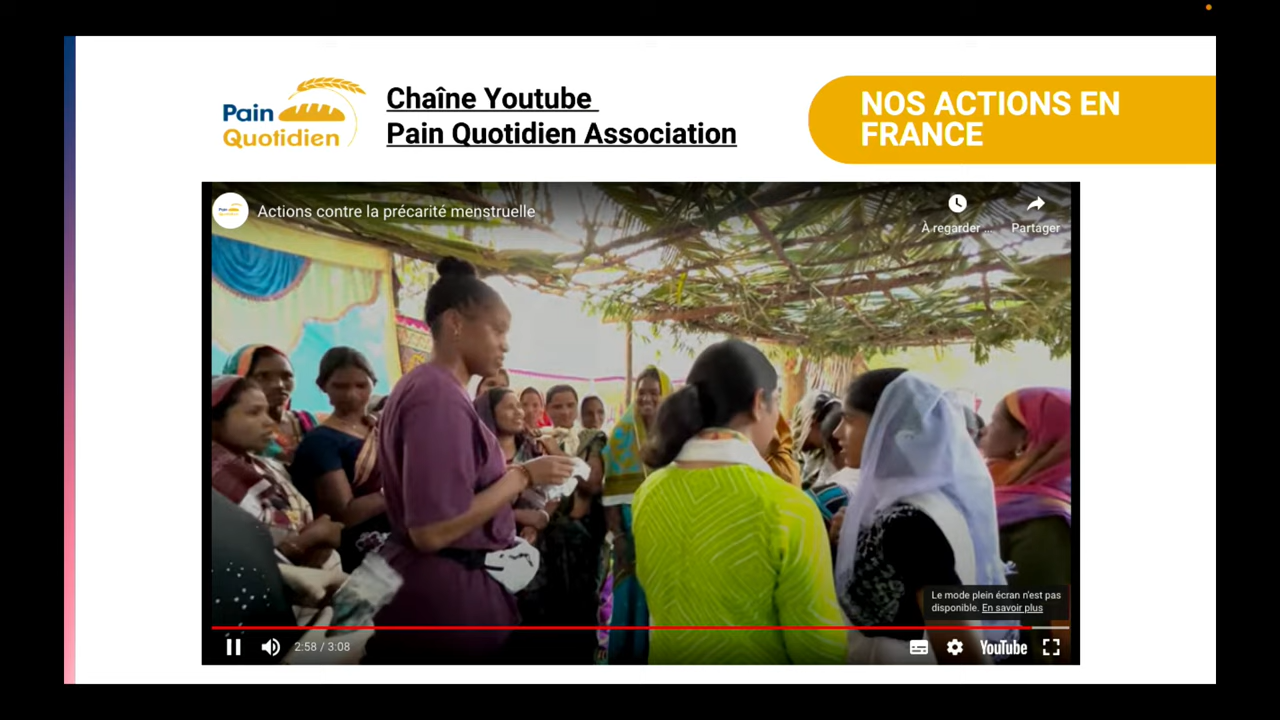 Pain
Quotidien
Chaîne Youtube
Pain Quotidien Association
NOS ACTIONS EN
FRANCE
Actions contre la précarité menstruelle
À regarder ...
Partager
Le mode plein écran n'est pas
disponible. En savoir plus
2:58 / 3:08
YouTube